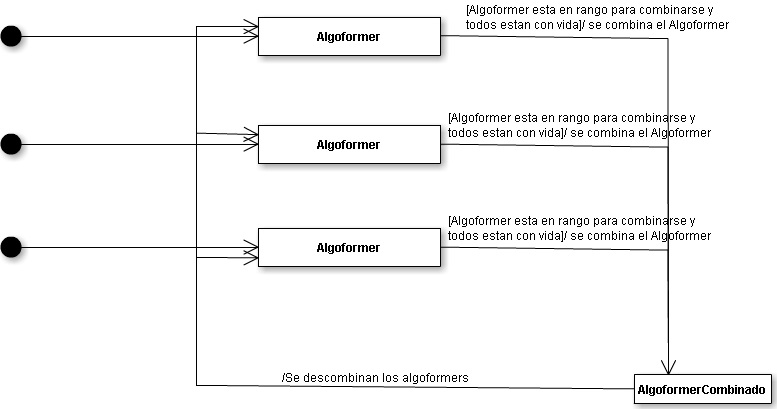 [Algoformer esta en rango para combinarse y
todos estan con vida]/ se combina el Algoformer
Algoformer
[Algoformer esta en rango para combinarse y
todos estan con vida]/ se combina el Algoformer
Algoformer
[Algoformer esta en rango para combinarse y
todos estan con vida]/ se combina el Algoformer
Algoformer
/Se descombinan los algoformers
AlgoformerCombinado